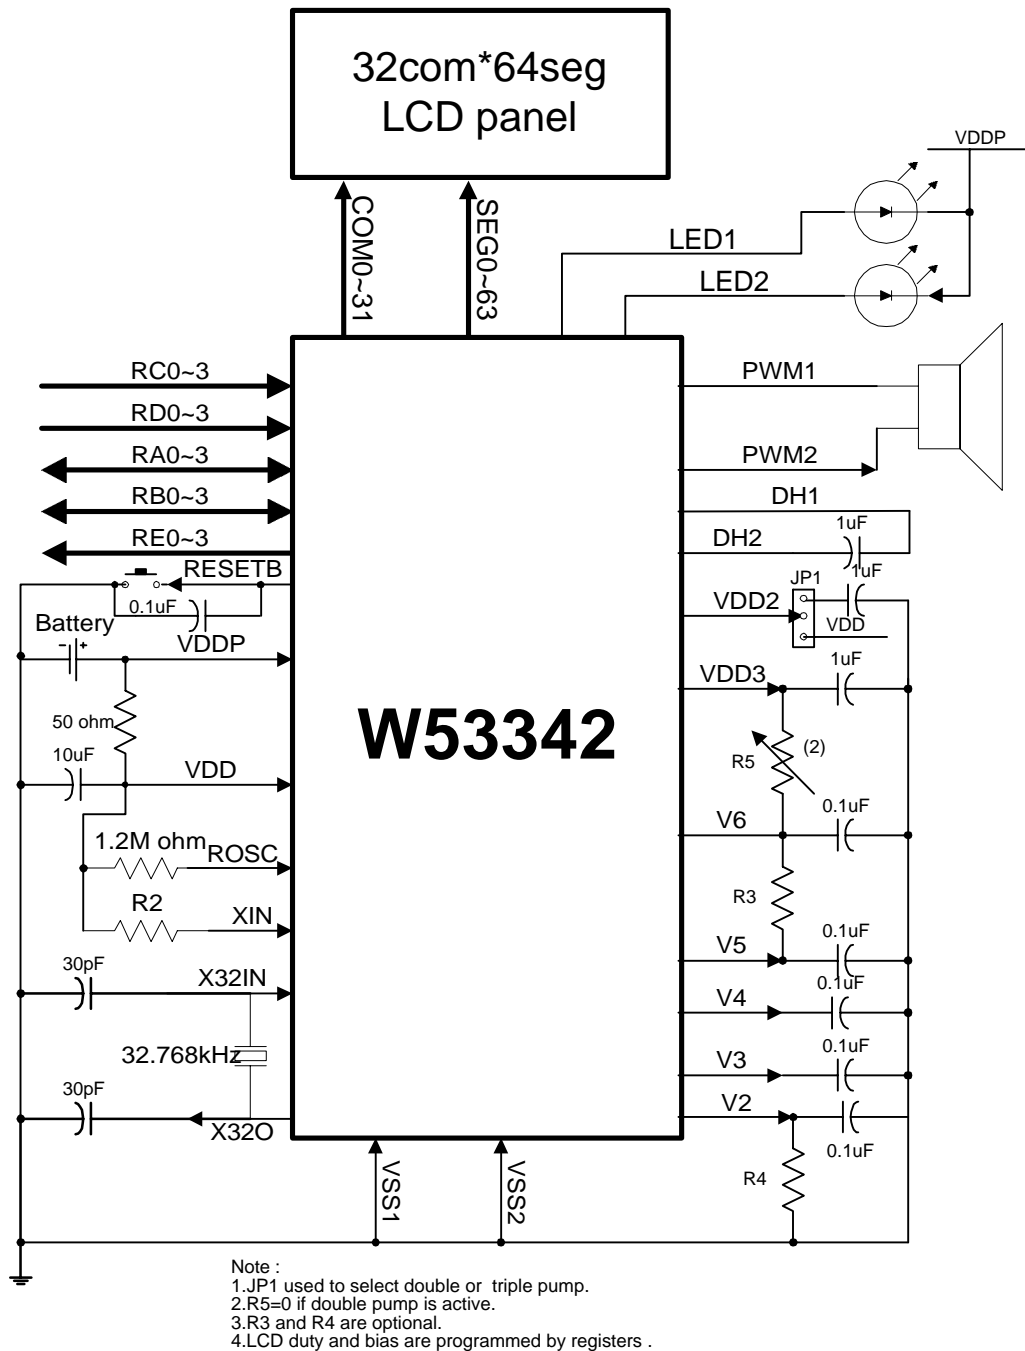 32com*64seg
LCD panel
VDDP
COM0~31
SEG0~63
LED1
LED2
RC0~3
PWM1
RD0~3
RA0~3
PWM2
RB0~3
DH1
RE0~3
DH2
1uF
RESETB
0.1uF
JP1
1uF
VDD2
Battery
- +
VDDP
VDD
VDD3
1uF
50 ohm
W53342
R5
(2)
10uF
VDD
V6
0.1uF
1.2M ohm
ROSC
R3
R2
XIN
V5
0.1uF
30pF
X32IN
V4
0.1uF
32.768kHz
V3
0.1uF
30pF
X32O
V2
0.1uF
R4
VSS1
VSS2
Note :
1.JP1 used to select double or triple pump.
2.R5=0 if double pump is active.
3.R3 and R4 are optional.
4.LCD duty and bias are programmed by registers .